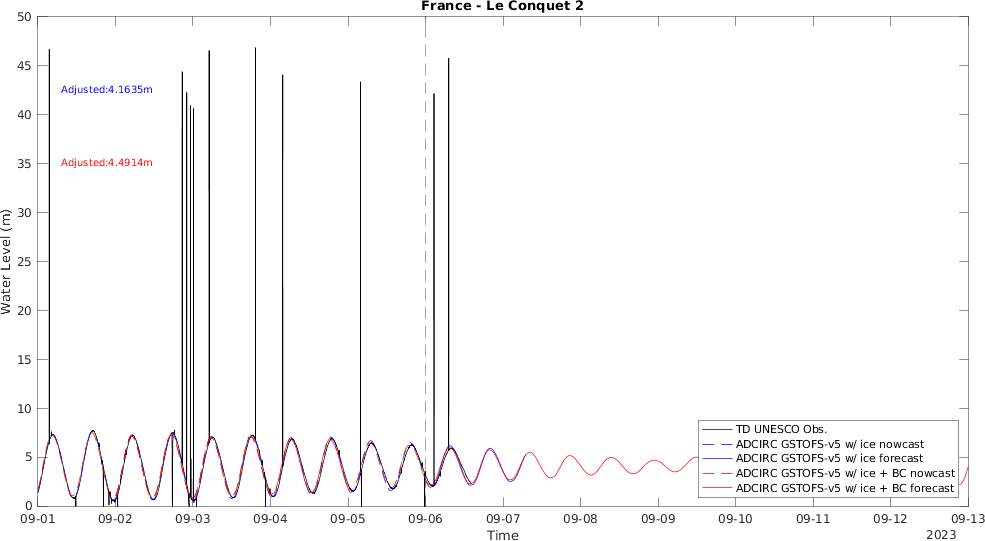 France - Le Conquet 2
50
45
40
35
30
25
20
15
10
5
0
Water Level (m)
Adjusted:4.1635m
Adjusted:4.4914m
TD UNESCO Obs.
ADCIRC GSTOFS-v5 w/ ice nowcast
ADCIRC GSTOFS-v5 w/ ice forecast
ADCIRC GSTOFS-v5 w/ ice + BC nowcast
ADCIRC GSTOFS-v5 w/ ice + BC forecast
09-01 09-02 09-03 09-04 09-05 09-06 09-07 09-08 09-09 09-10 09-11 09-12 09-13
Time
2023